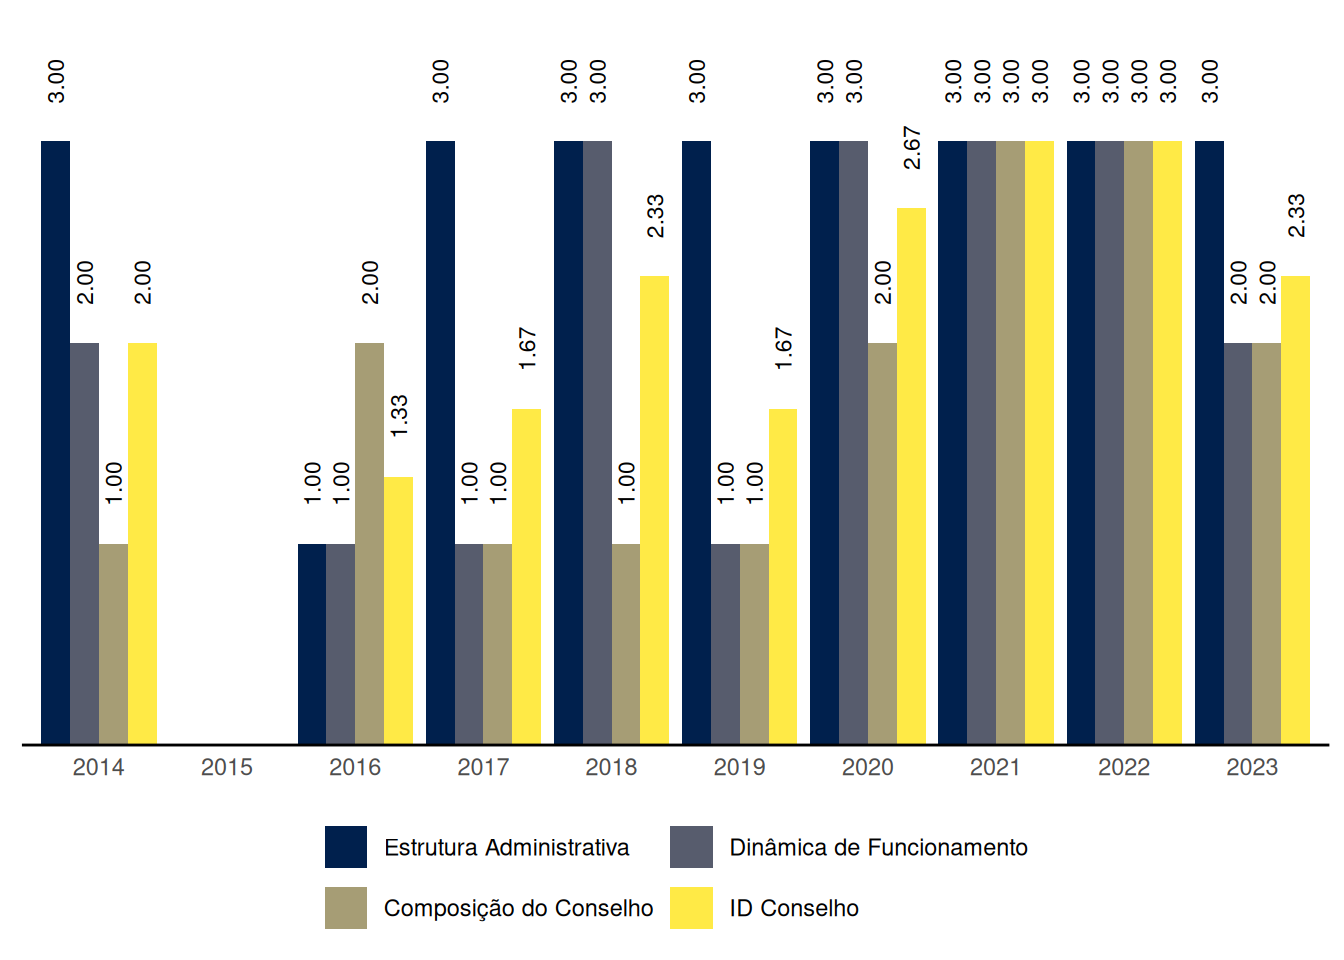 3.00 2.00 1.00 2.00
1.00 1.00 2.00 1.33
3.00 1.00 1.00 1.67
3.00 3.00 1.00 2.33
3.00 1.00 1.00 1.67
3.00 3.00 2.00 2.67
3.00 3.00 3.00 3.00
3.00 3.00 3.00 3.00
3.00 2.00 2.00 2.33
2014 2015 2016 2017 2018 2019 2020 2021 2022 2023
Estrutura Administrativa Dinâmica de Funcionamento
Composição do Conselho ID Conselho